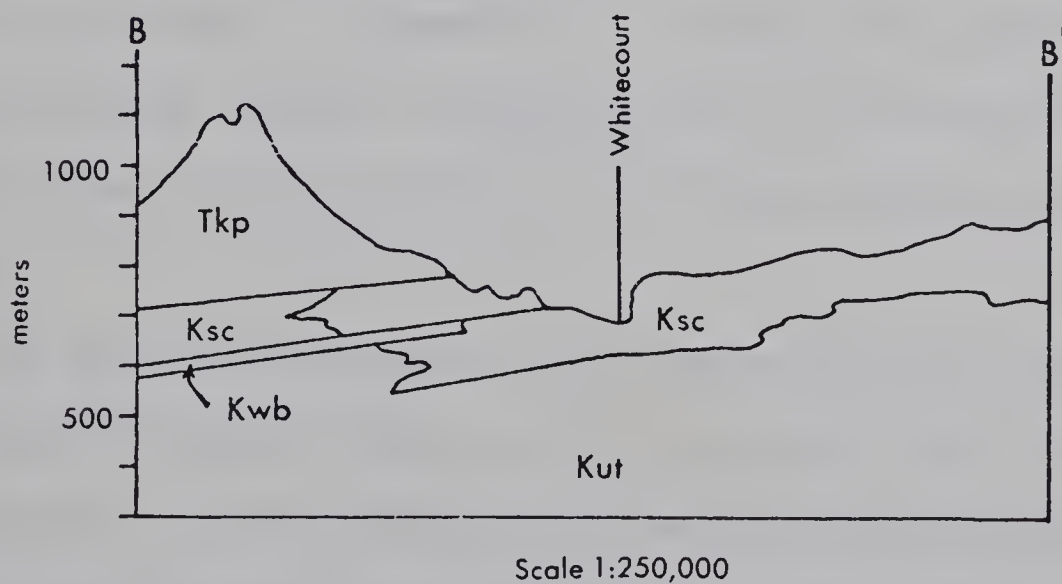 B
Whitecourt
B'
1000
Tkp
meters
Ksc
Ksc
Kwb
500
Kut
Scale 1:250,000